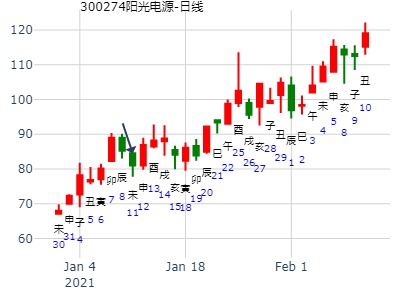 300274阳光电源-日线
120
110
100
90
80
70
60
未 申 子 丑 寅 卯 辰 未 申 酉 戌 亥 寅 卯 辰 巳 午 酉 戌 亥 子 丑 辰 巳 午 未 申 亥 子 丑
30 31 4 5 6 7 8 11 12 13 14 15 18 19 20 21 22 25 26 27 28 29 1 2 3 4 5 8 9 10
Jan 4 Jan 18 Feb 1
2021